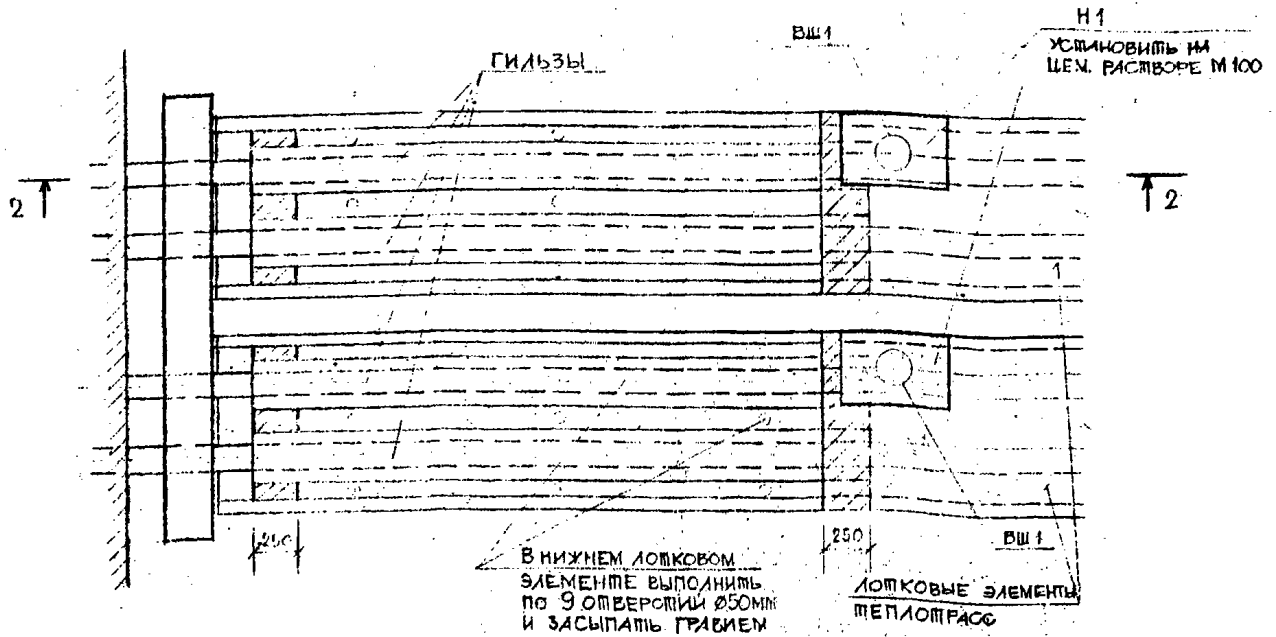 ВШ1
Н1
УСТАНОВИТЬ НА
ЦЕМ. РАСТВОРЕ М100
ГИЛЬЗЫ
2
2
250
250
ВШ1
В НИЖНЕМ ЛОТКОВОМ
ЭЛЕМЕНТЕ ВЫПОЛНИТЬ
ПО 9 ОТВЕРСТИЙ Ø50ММ
И ЗАСЫПАТЬ ГРАВИЕМ
ЛОТКОВЫЕ ЭЛЕМЕНТЫ
ТЕПЛОТРАСС